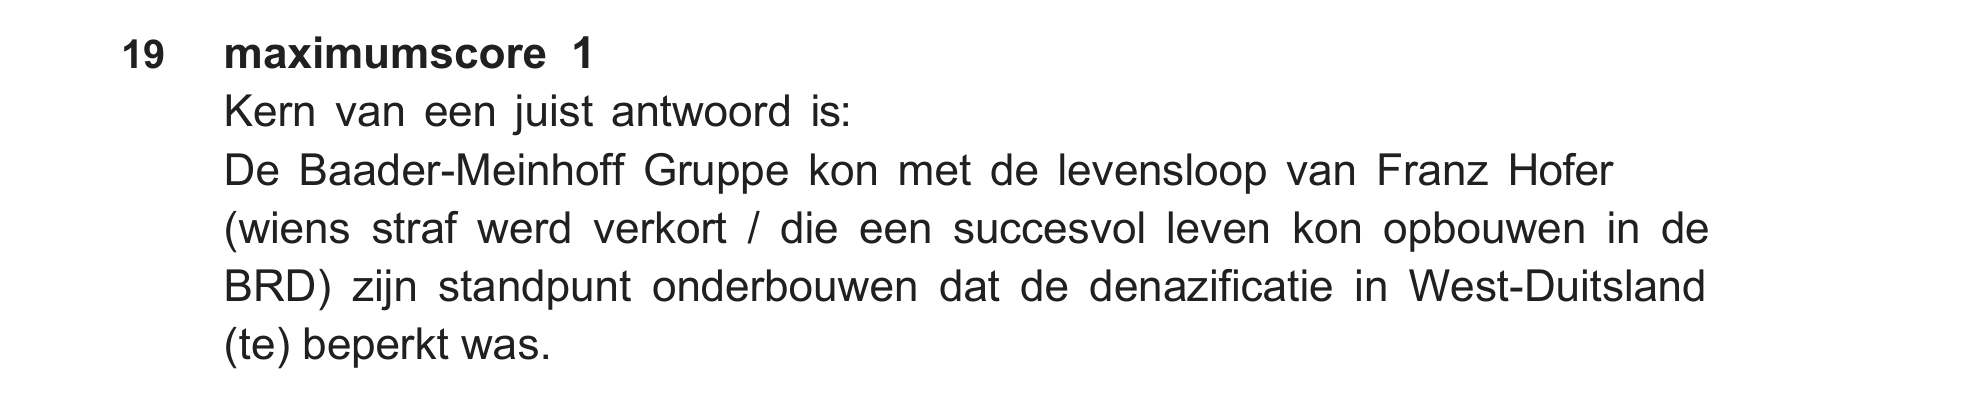 19 maximumscore 1
Kern van een juist antwoord is:
De Baader-Meinhoff Gruppe kon met de levensloop van Franz Hofer
(wiens straf werd verkort / die een succesvol leven kon opbouwen in de
BRD) zijn standpunt onderbouwen dat de denazificatie in West-Duitsland
(te) beperkt was.